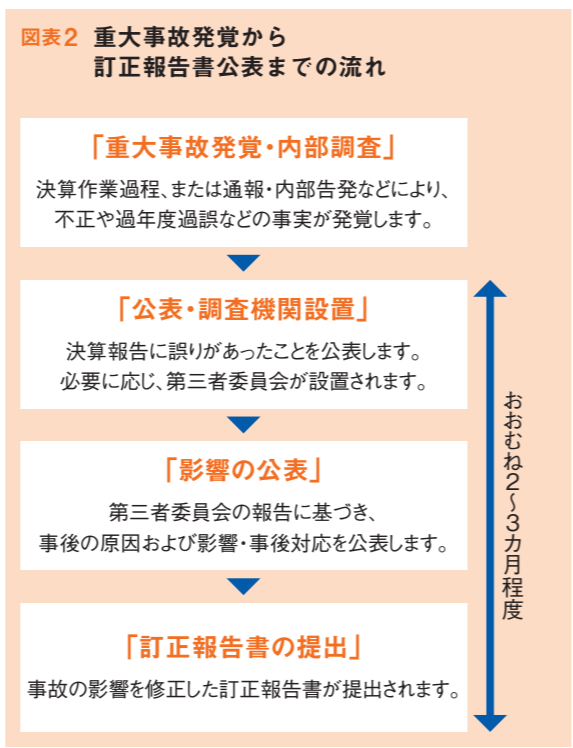 図表2 重大事故発覚から
訂正報告書公表までの流れ
「重大事故発覚・内部調査」
決算作業過程、または通報・内部告発などにより、
不正や過年度過誤などの事実が発覚します。
「公表・調査機関設置」
決算報告に誤りがあったことを公表します。
必要に応じ、第三者委員会が設置されます。
「影響の公表」
第三者委員会の報告に基づき、
事後の原因および影響・事後対応を公表します。
「訂正報告書の提出」
事故の影響を修正した訂正報告書が提出されます。
おおむね2〜3カ月程度